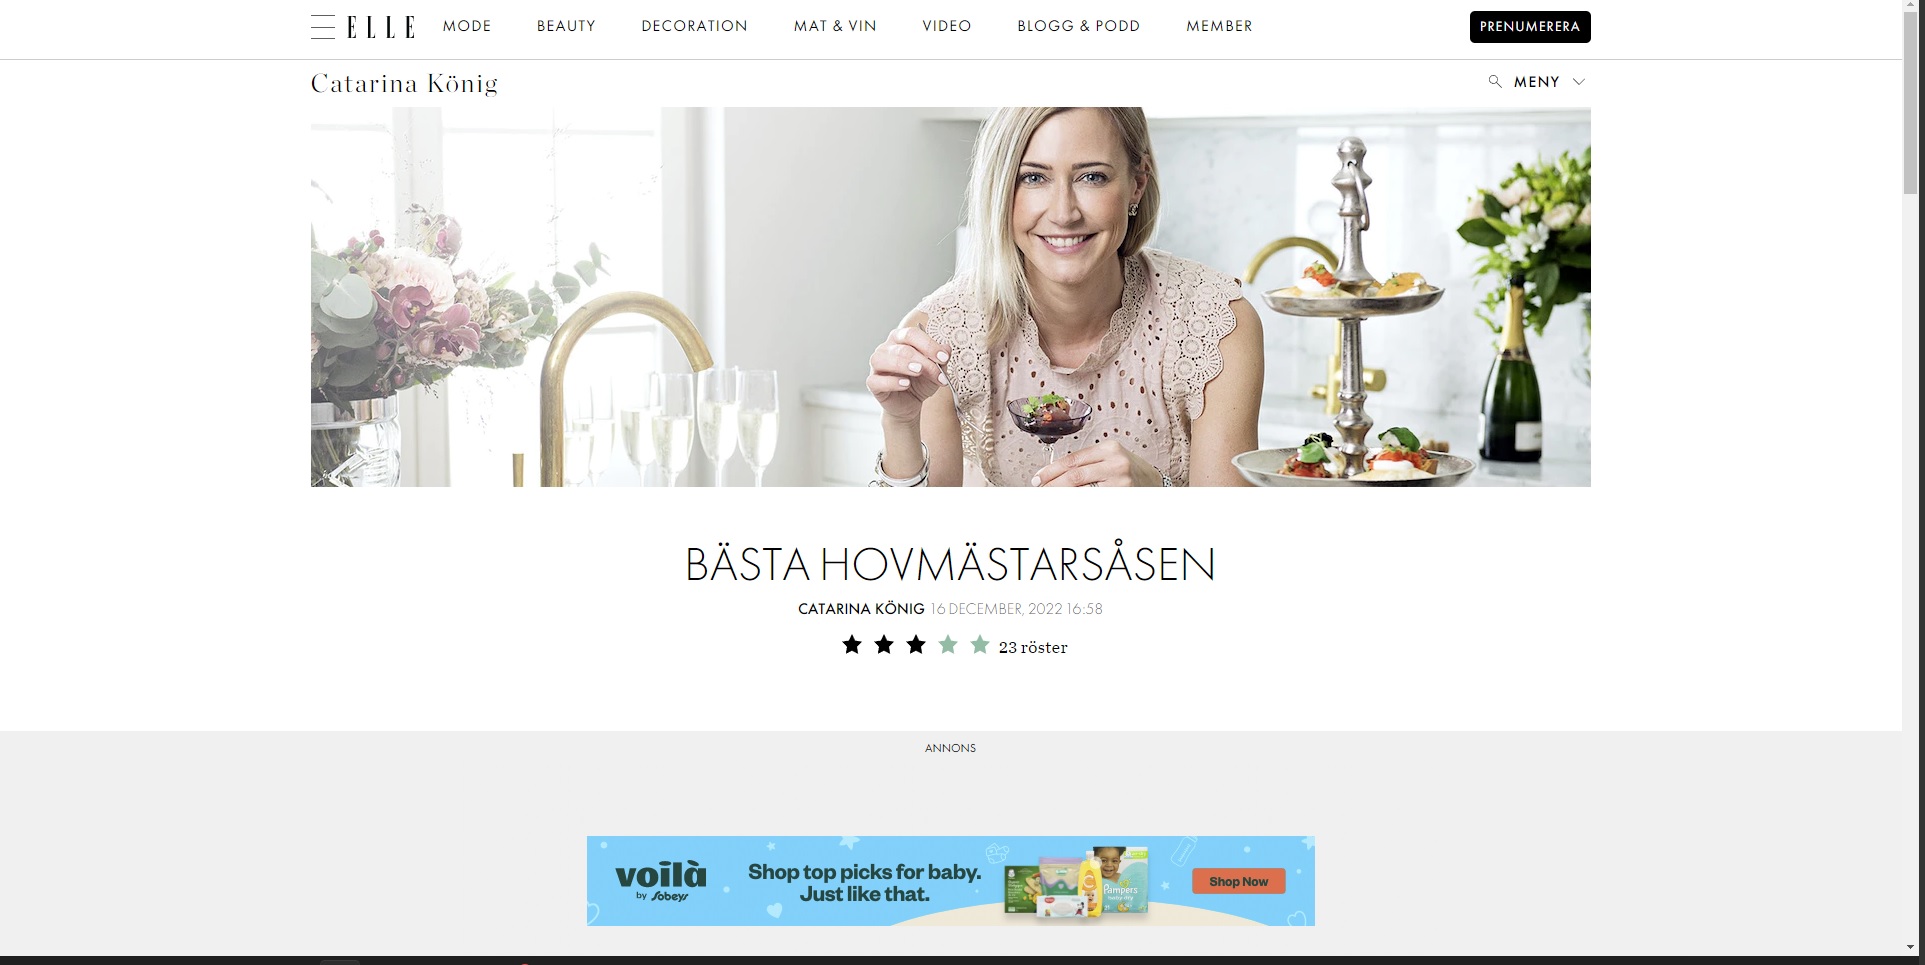 ELLE
MODE
BEAUTY
DECORATION
MAT & VIN
VIDEO
BLOGG & PODD
MEMBER
PRENUMERERA
Catarina König
MENY
BÄSTA HOVMÄSTARSÅSEN
CATARINA KÖNIG 16 DECEMBER, 2022 16:58
23 röster
ANNONS
voilà
by Sobeys
Shop top picks for baby.
Just like that.
Pampers
Shop Now